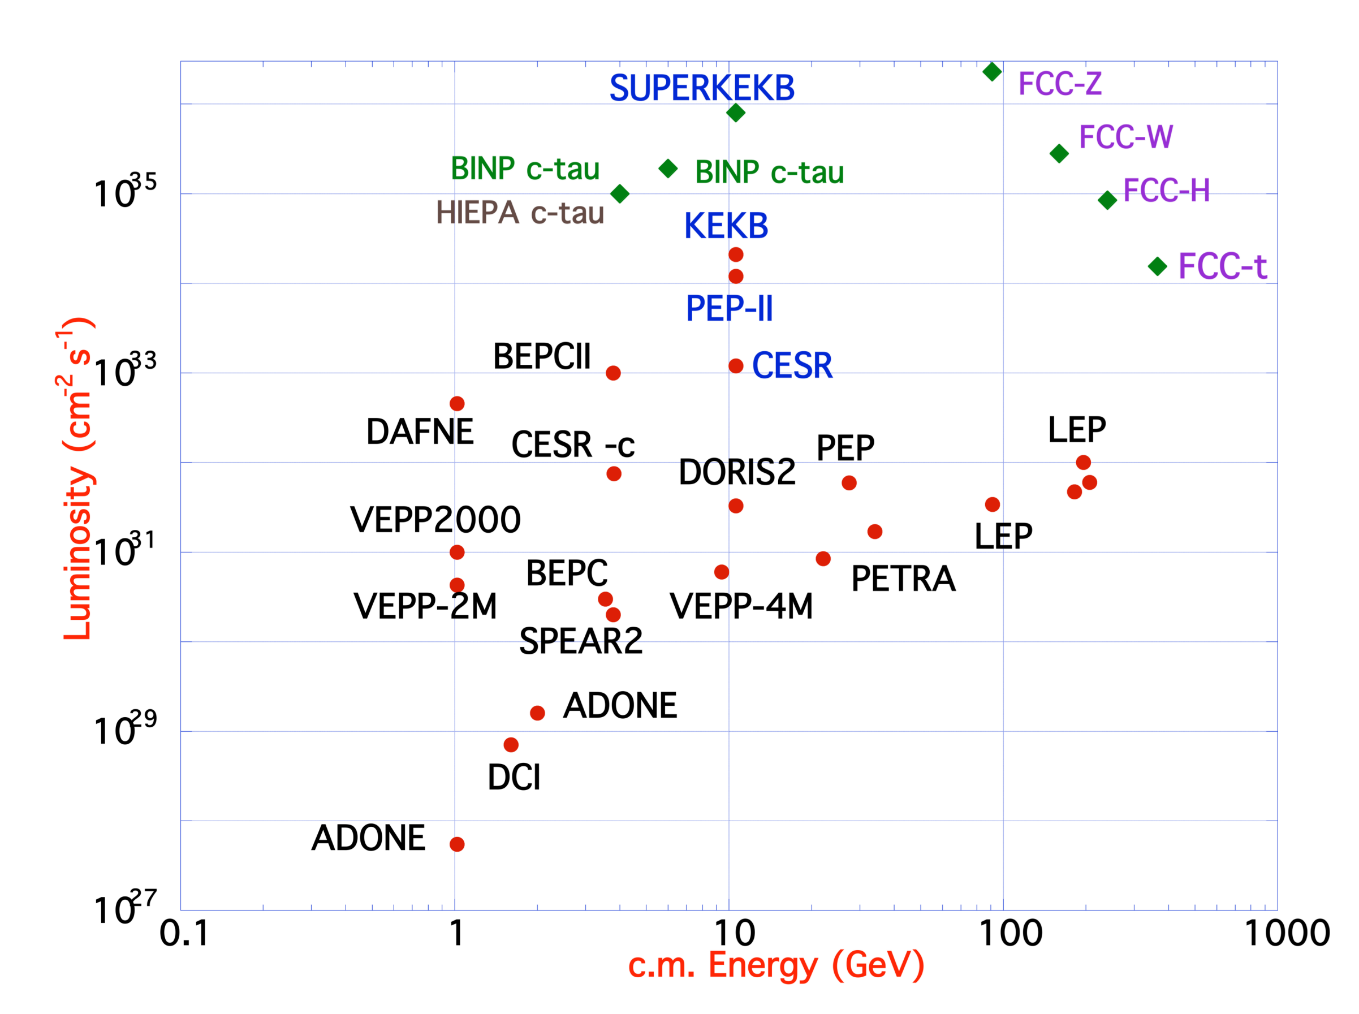 SUPERKEKB
FCC-Z
FCC-W
BINP c-tau
BINP c-tau
10^35
FCC-H
HIEPA c-tau
KEKB
FCC-t
PEP-II
BEPCII
10^33
CESR
DAFNE
CESR -c
PEP
LEP
DORIS2
VEPP2000
10^31
LEP
BEPC
PETRA
VEPP-2M
VEPP-4M
SPEAR2
ADONE
10^29
DCI
ADONE
10^27
0.1 1 10 100 1000
c.m. Energy (GeV)
Luminosity (cm^-2 s^-1)